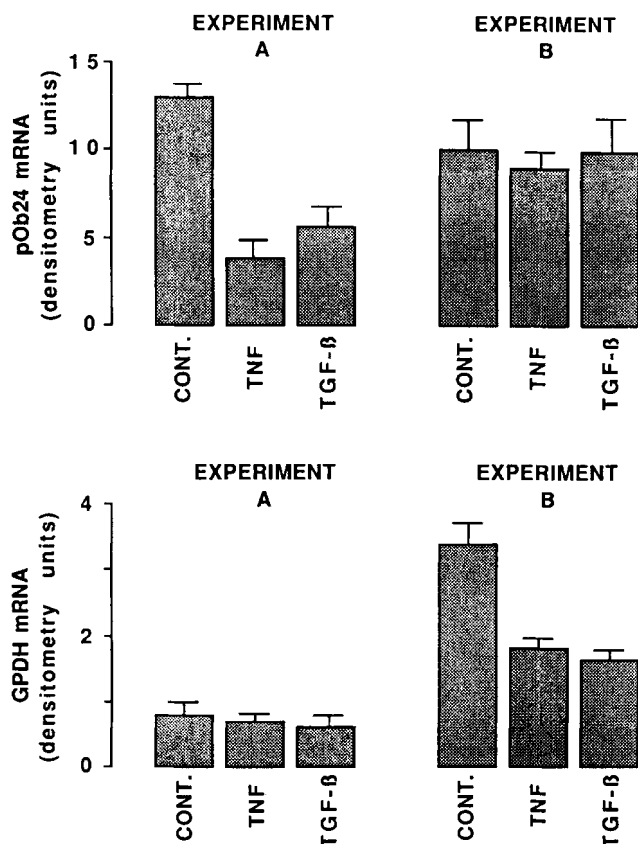 EXPERIMENT
A
EXPERIMENT
B
pOb24 mRNA
(densitometry units)
15
10
5
0
CONT.
TNF
TGF-ß
CONT.
TNF
TGF-ß
EXPERIMENT
A
EXPERIMENT
B
GPDH mRNA
(densitometry units)
4
2
0
CONT.
TNF
TGF-ß
CONT.
TNF
TGF-ß